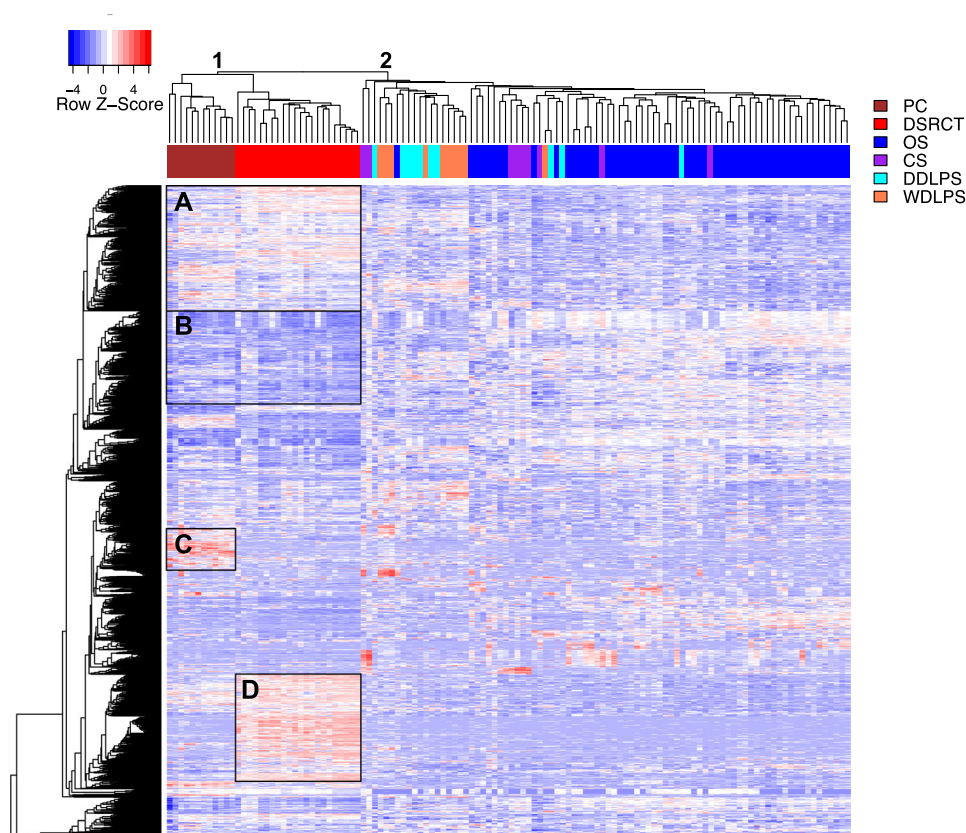 −4 0 4
Row Z−Score
1
2
PC
DSRCT
OS
CS
DDLPS
WDLPS
A
B
C
D